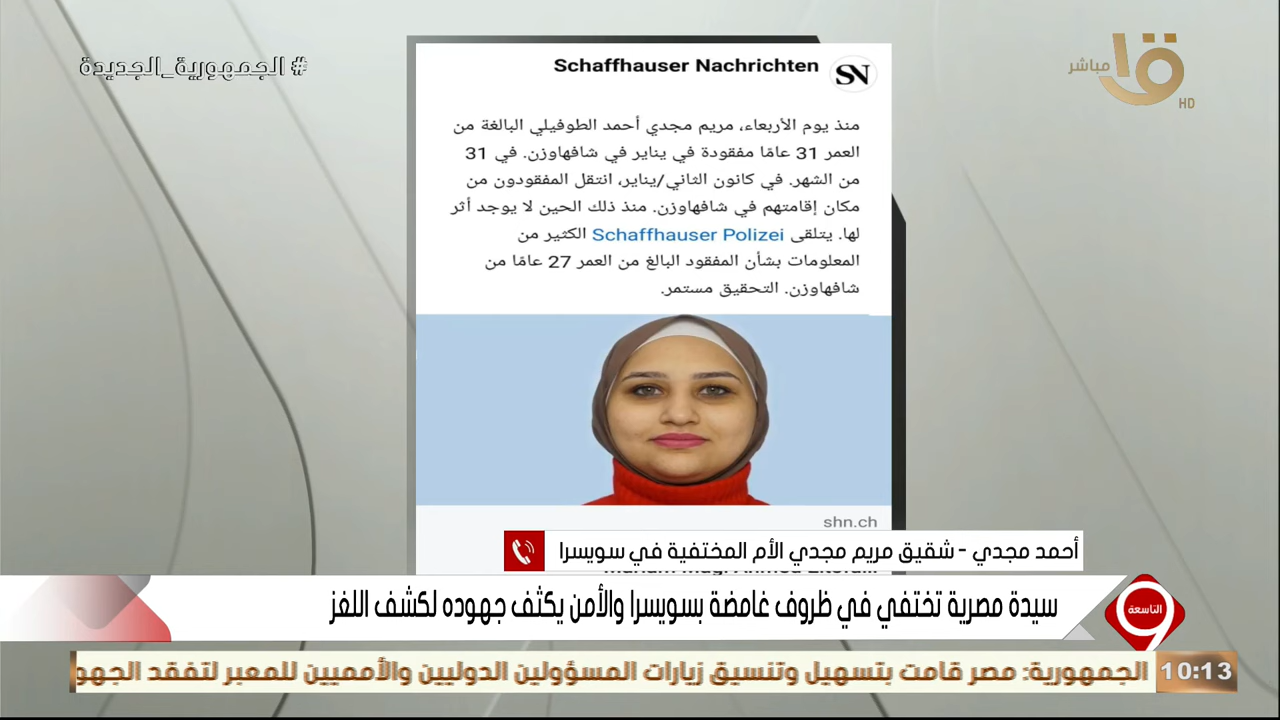 # الجمهورية_الجديدة
مباشر
HD
Schaffhauser Nachrichten
SN
منذ يوم الأربعاء، مريم مجدي أحمد الطوفيلي البالغة من
العمر 31 عامًا مفقودة في يناير في شافهاوزن. في 31
من الشهر. في كانون الثاني/يناير، انتقل المفقودون من
مكان إقامتهم في شافهاوزن. منذ ذلك الحين لا يوجد أثر
لها. يتلقى Schaffhauser Polizei الكثير من
المعلومات بشأن المفقود البالغ من العمر 27 عامًا من
شافهاوزن. التحقيق مستمر.
shn.ch
أحمد مجدي - شقيق مريم مجدي الأم المختفية في سويسرا
سيدة مصرية تختفي في ظروف غامضة بسويسرا والأمن يكثف جهوده لكشف اللغز
التاسعة
9
10:13 الجمهورية: مصر قامت بتسهيل وتنسيق زيارات المسؤولين الدوليين والأمميين للمعبر لتفقد الجهو